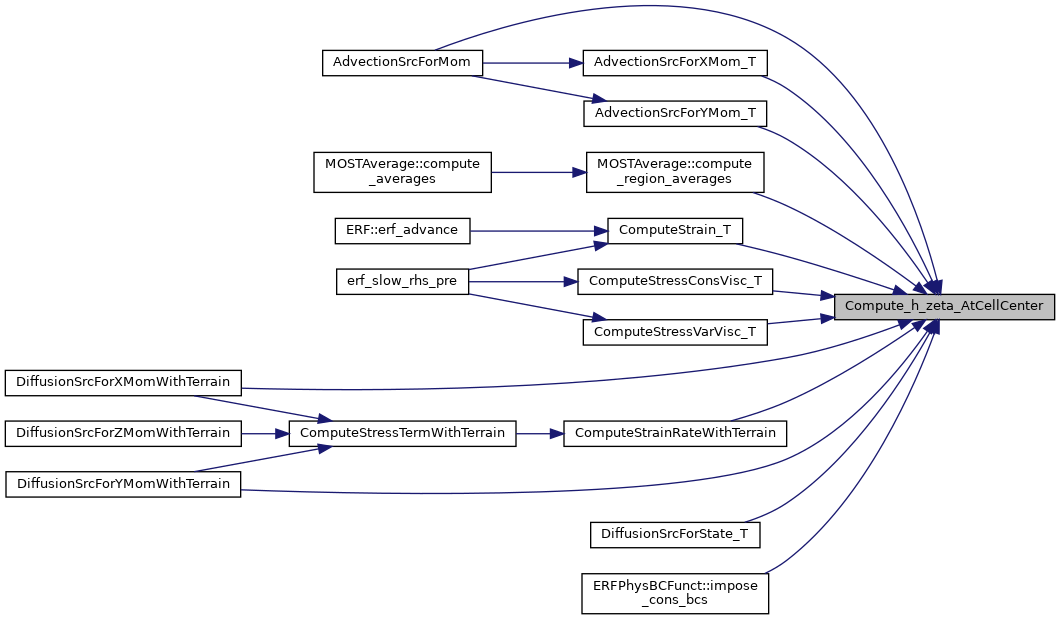 AdvectionSrcForMom
AdvectionSrcForXMom_T
AdvectionSrcForYMom_T
MOSTAverage::compute
_averages
MOSTAverage::compute
_region_averages
ERF::erf_advance
ComputeStrain_T
erf_slow_rhs_pre
ComputeStressConsVisc_T
Compute_h_zeta_AtCellCenter
ComputeStressVarVisc_T
DiffusionSrcForXMomWithTerrain
DiffusionSrcForZMomWithTerrain
ComputeStressTermWithTerrain
ComputeStrainRateWithTerrain
DiffusionSrcForYMomWithTerrain
DiffusionSrcForState_T
ERFPhysBCFunct::impose
_cons_bcs